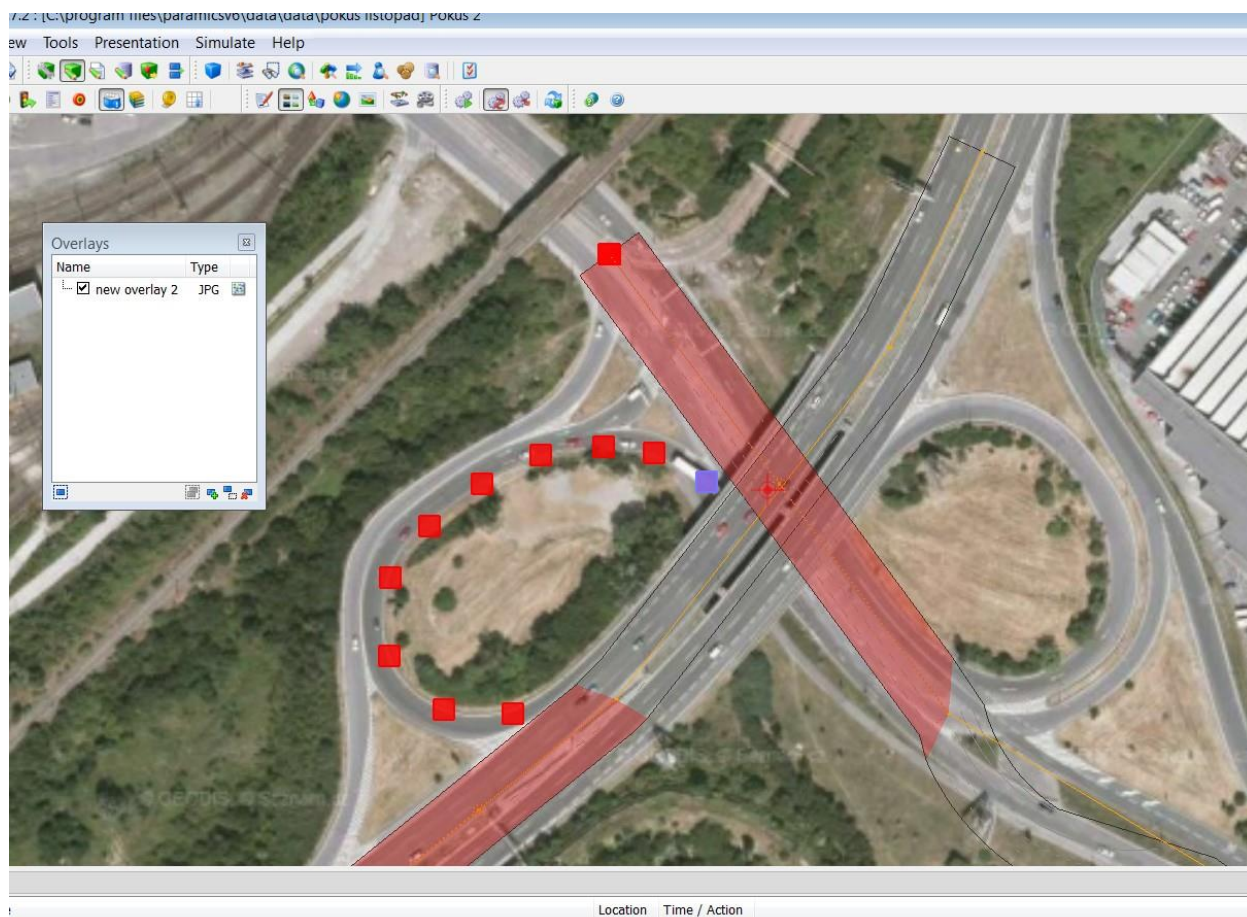 7.2 : [C:\program files\paramicsv6\data\data\pokus listopad] Pokus 2
ew Tools Presentation Simulate Help
Overlays
Name Type
new overlay 2 JPG
Location Time / Action